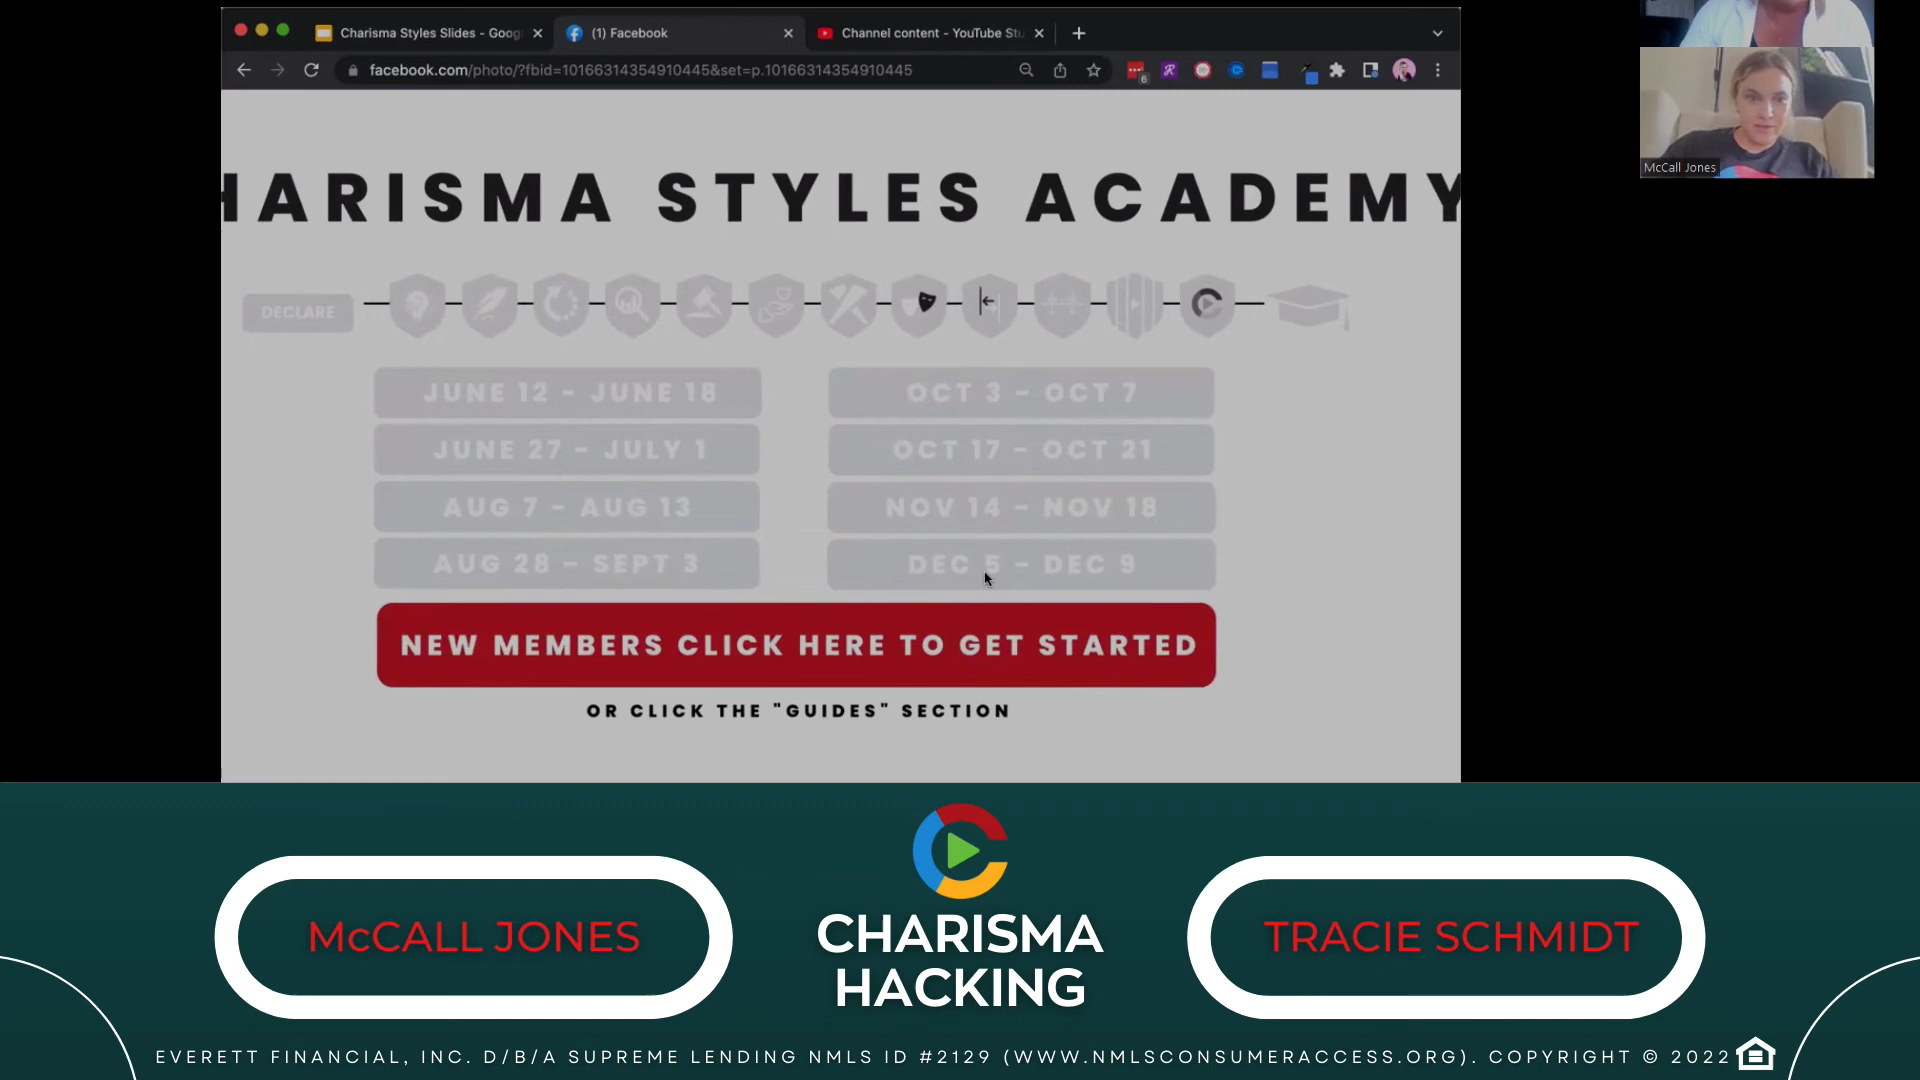 Charisma Styles Slides - Goog
(1) Facebook
Channel content - YouTube Stu
facebook.com/photo/?fbid=10166314354910445&set=p.10166314354910445
6
McCall Jones
HARISMA STYLES ACADEMY
DECLARE
JUNE 12 - JUNE 18
OCT 3 - OCT 7
JUNE 27 - JULY 1
OCT 17 - OCT 21
AUG 7 - AUG 13
NOV 14 - NOV 18
AUG 28 - SEPT 3
DEC 5 - DEC 9
NEW MEMBERS CLICK HERE TO GET STARTED
OR CLICK THE "GUIDES" SECTION
McCALL JONES
CHARISMA
HACKING
TRACIE SCHMIDT
EVERETT FINANCIAL, INC. D/B/A SUPREME LENDING NMLS ID #2129 (WWW.NMLSCONSUMERACCESS.ORG). COPYRIGHT © 2022